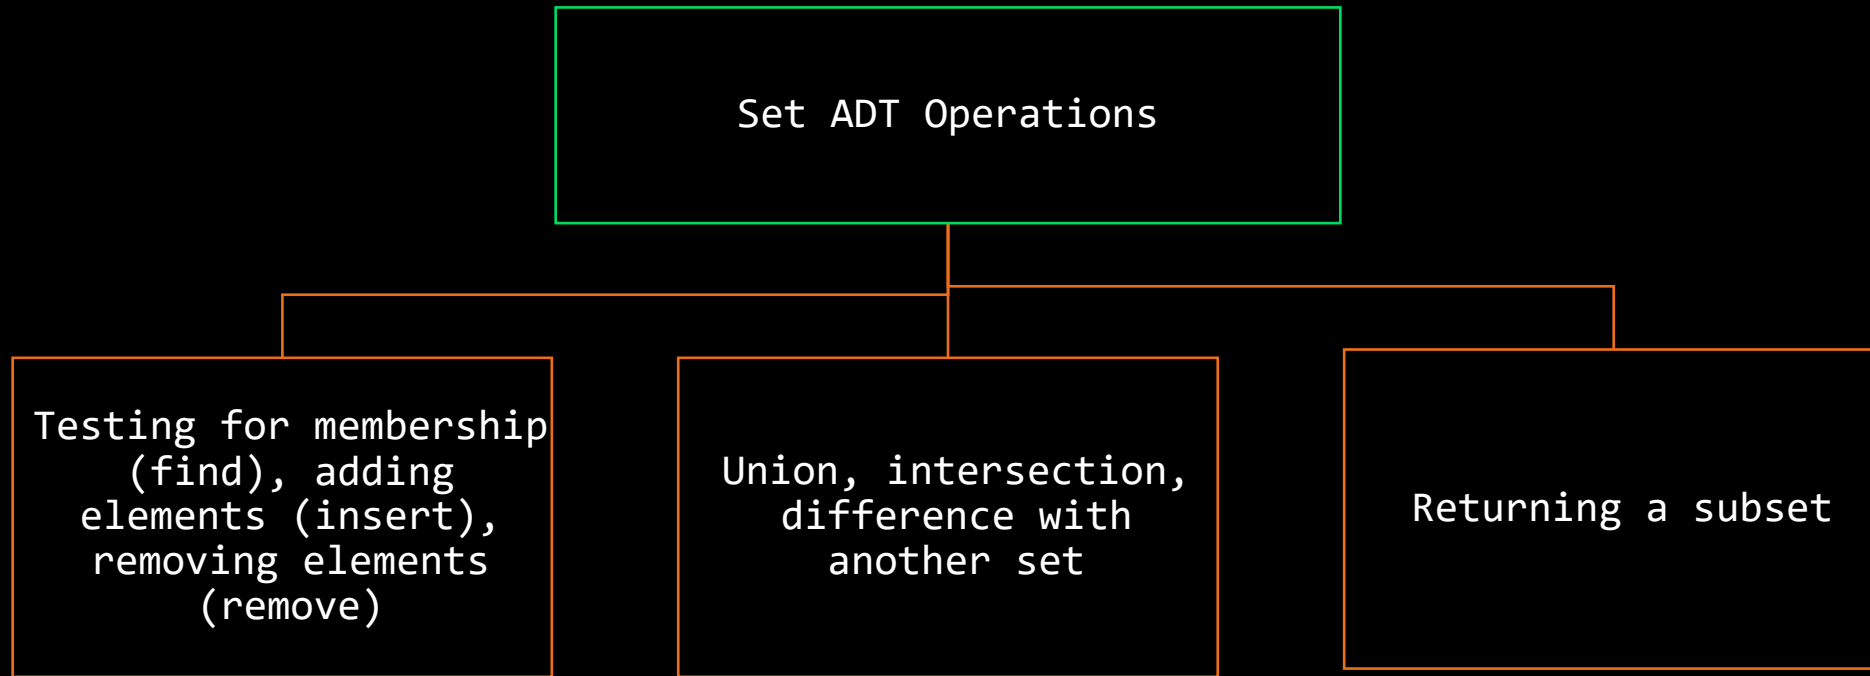 Set ADT Operations
Testing for membership
(find), adding
elements (insert),
removing elements
(remove)
Union, intersection,
difference with
another set
Returning a subset